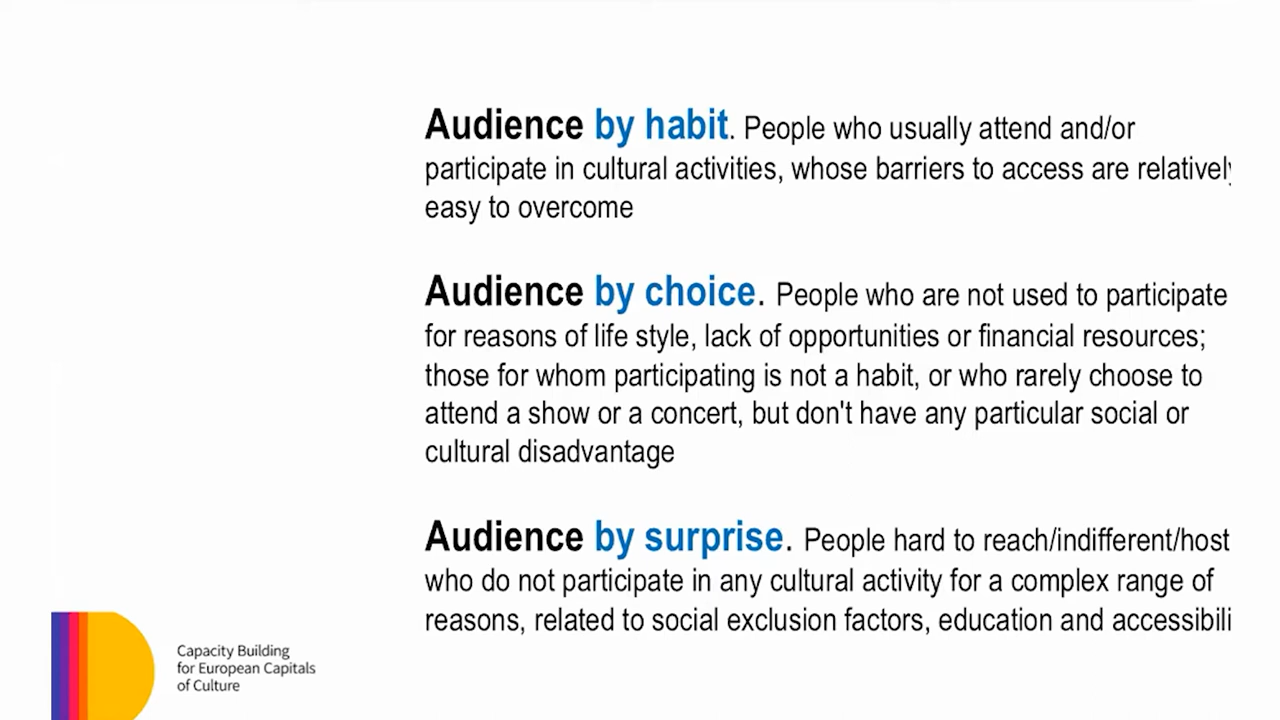 Audience by habit. People who usually attend and/or
participate in cultural activities, whose barriers to access are relatively
easy to overcome
Audience by choice. People who are not used to participate
for reasons of life style, lack of opportunities or financial resources;
those for whom participating is not a habit, or who rarely choose to
attend a show or a concert, but don't have any particular social or
cultural disadvantage
Audience by surprise. People hard to reach/indifferent/host
who do not participate in any cultural activity for a complex range of
reasons, related to social exclusion factors, education and accessibili
Capacity Building
for European Capitals
of Culture